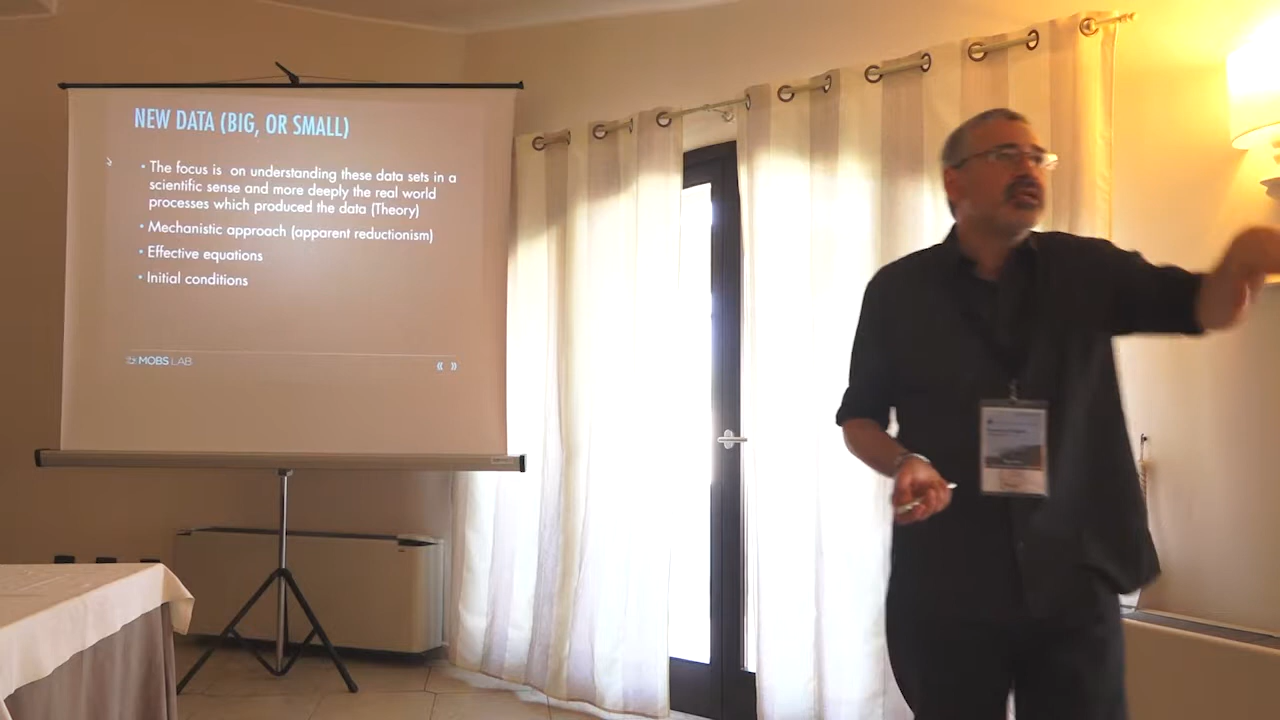 NEW DATA (BIG, OR SMALL)
• The focus is on understanding these data sets in a
scientific sense and more deeply the real world
processes which produced the data (Theory)
• Mechanistic approach (apparent reductionism)
• Effective equations
• Initial conditions
MOBS LAB
« »